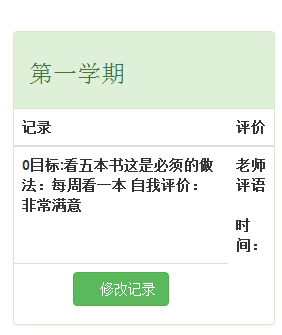 第一学期
记录 评价
0目标:看五本书这是必须的做
法：每周看一本 自我评价：
非常满意
老师
评语
时
间：
修改记录